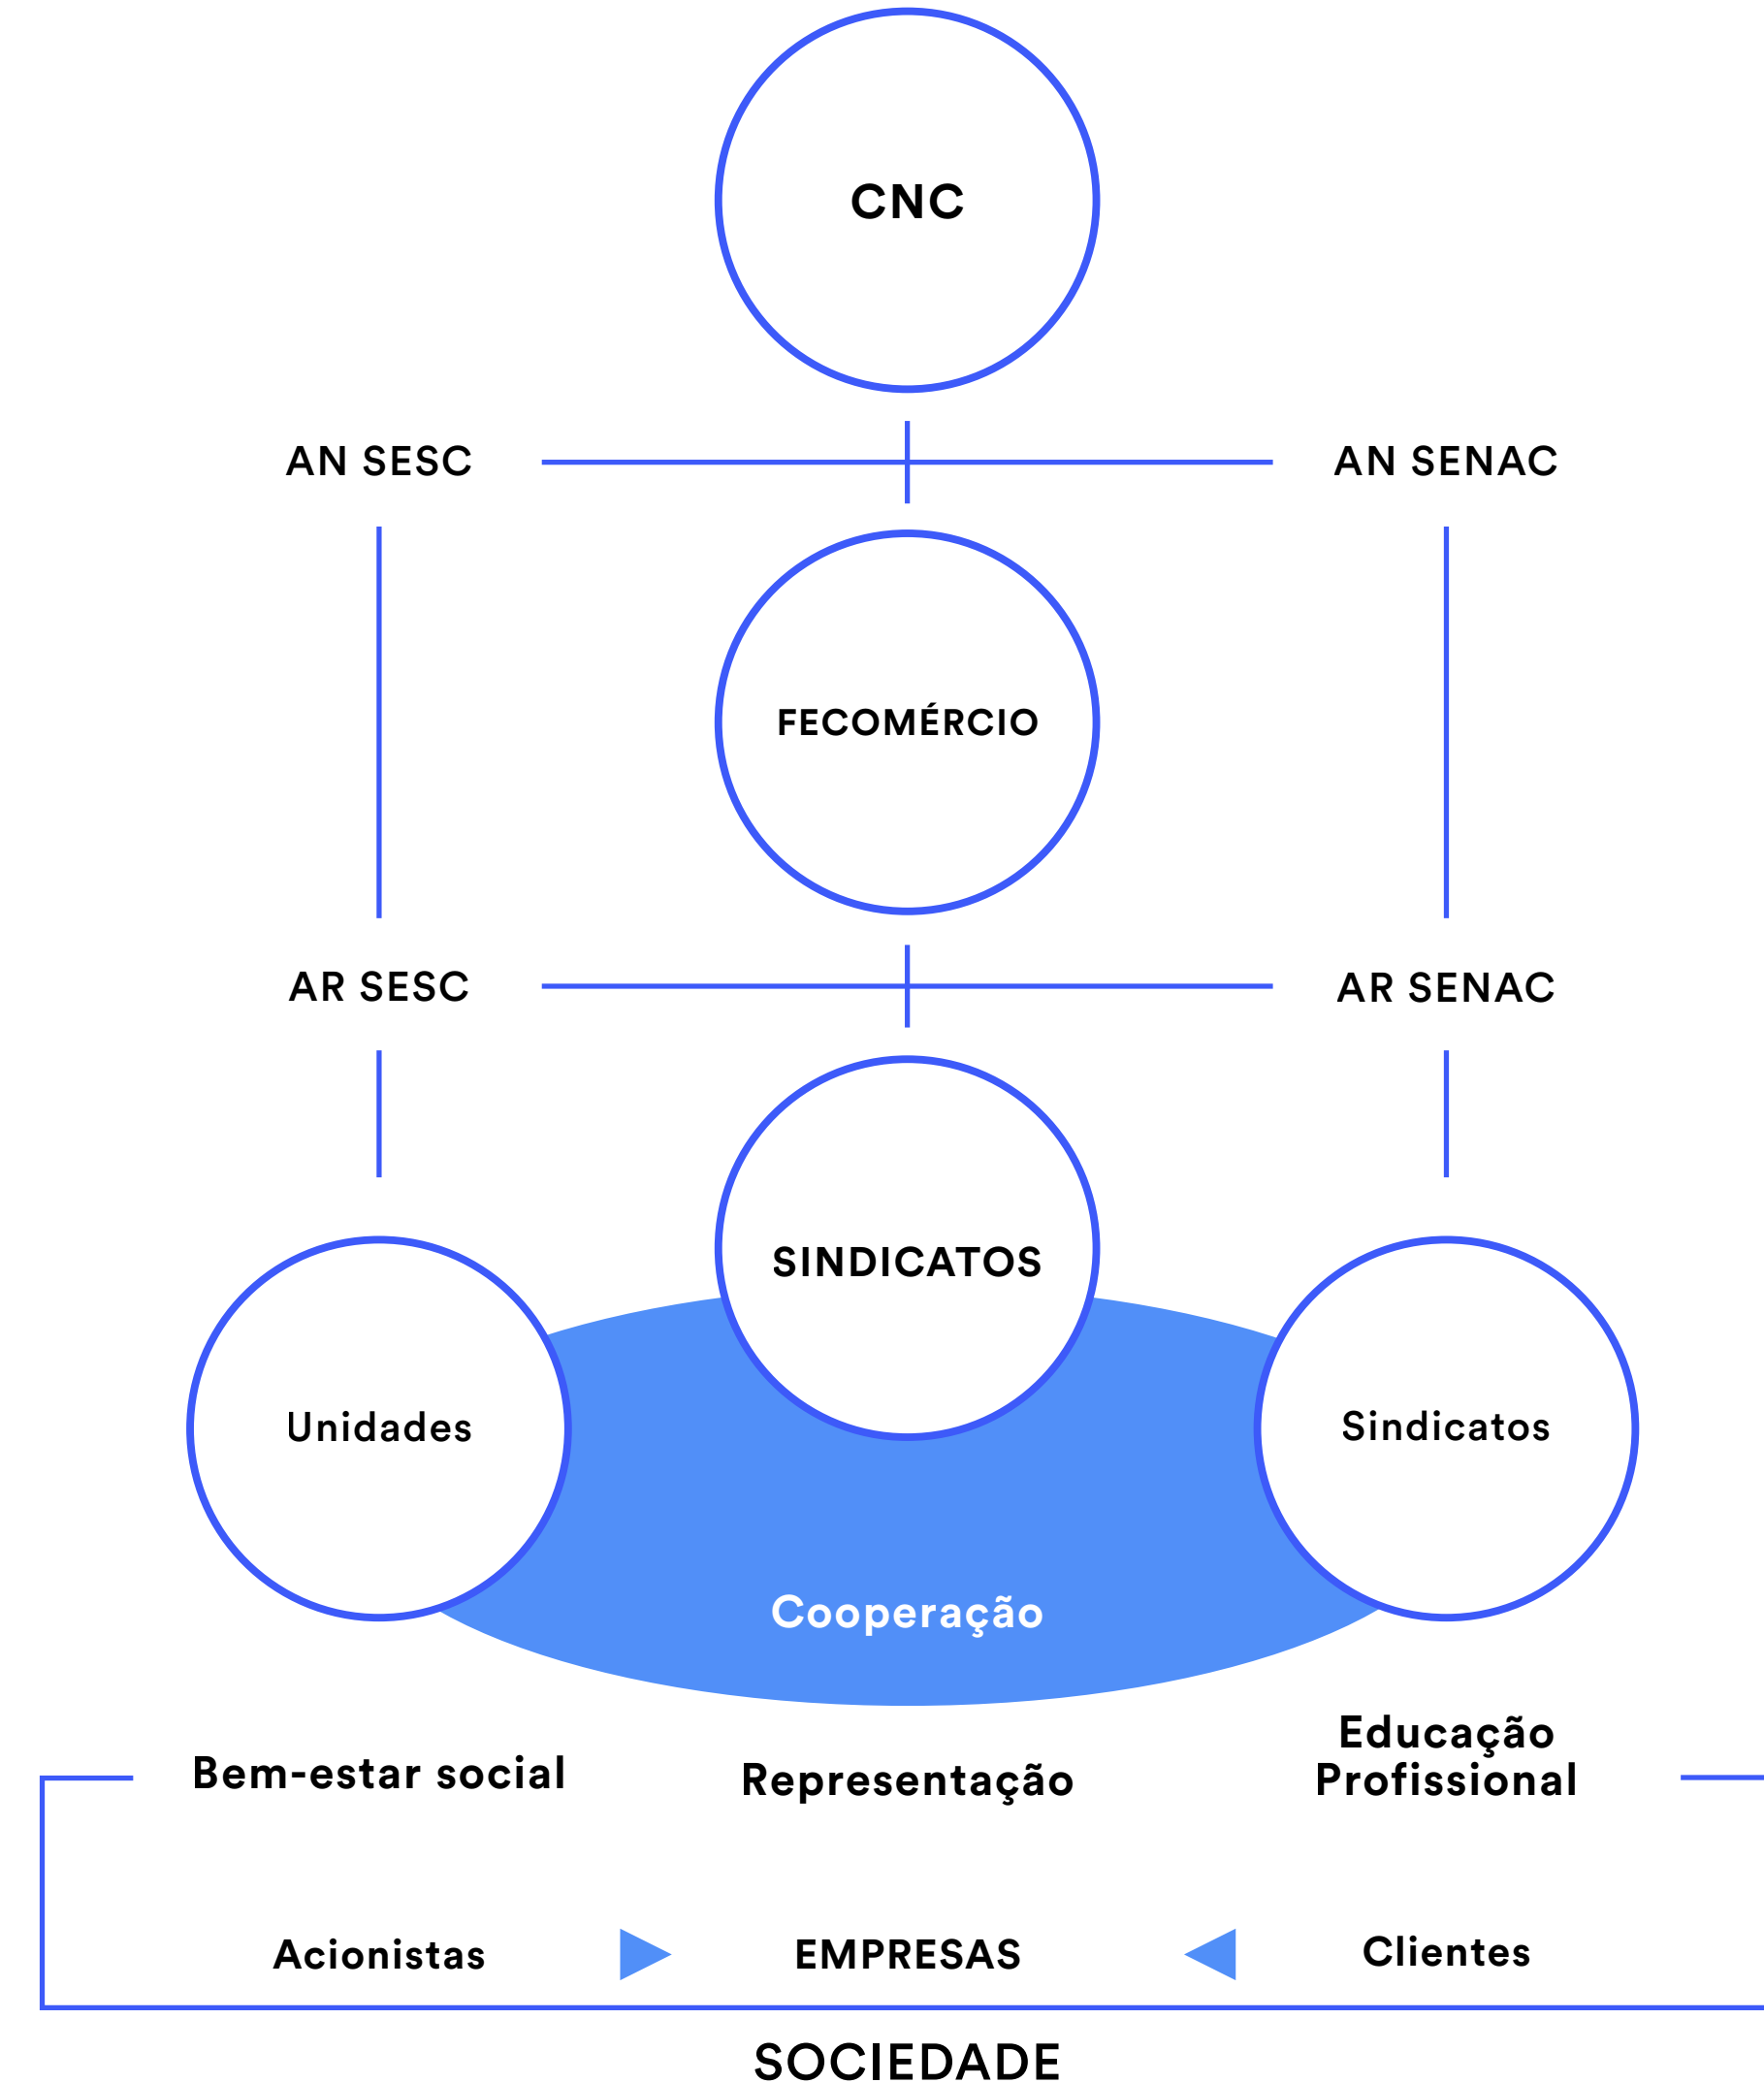 CNC
AN SESC
AN SENAC
FECOMÉRCIO
AR SESC
AR SENAC
SINDICATOS
Unidades
Sindicatos
Cooperação
Bem-estar social
Representação
Educação
Profissional
Acionistas
EMPRESAS
Clientes
SOCIEDADE